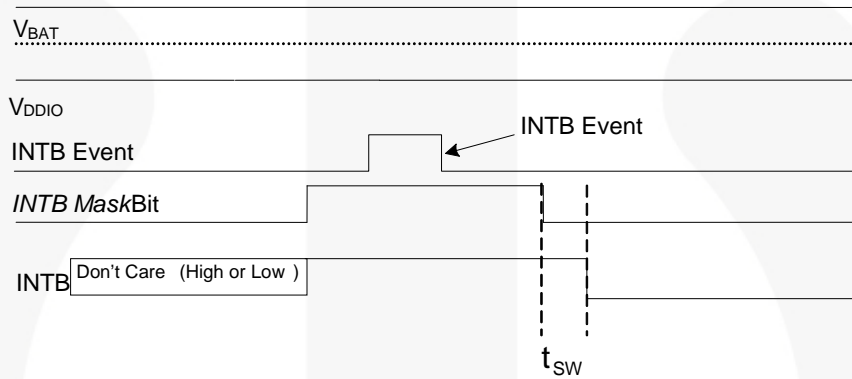 VBAT
VDDIO
INTB Event
INTB Event
INTB MaskBit
INTB
Don't Care (High or Low )
tSW